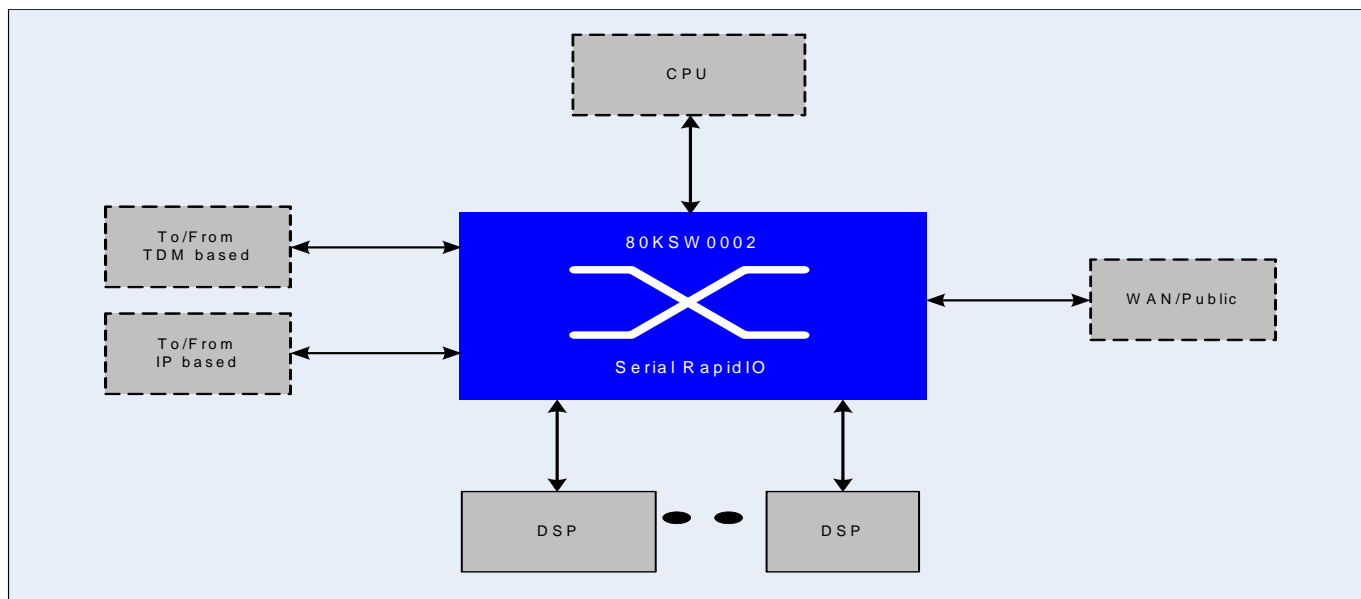 CPU
To/From
TDM based
80KSW0002
WAN/Public
To/From
IP based
Serial RapidIO
DSP
DSP